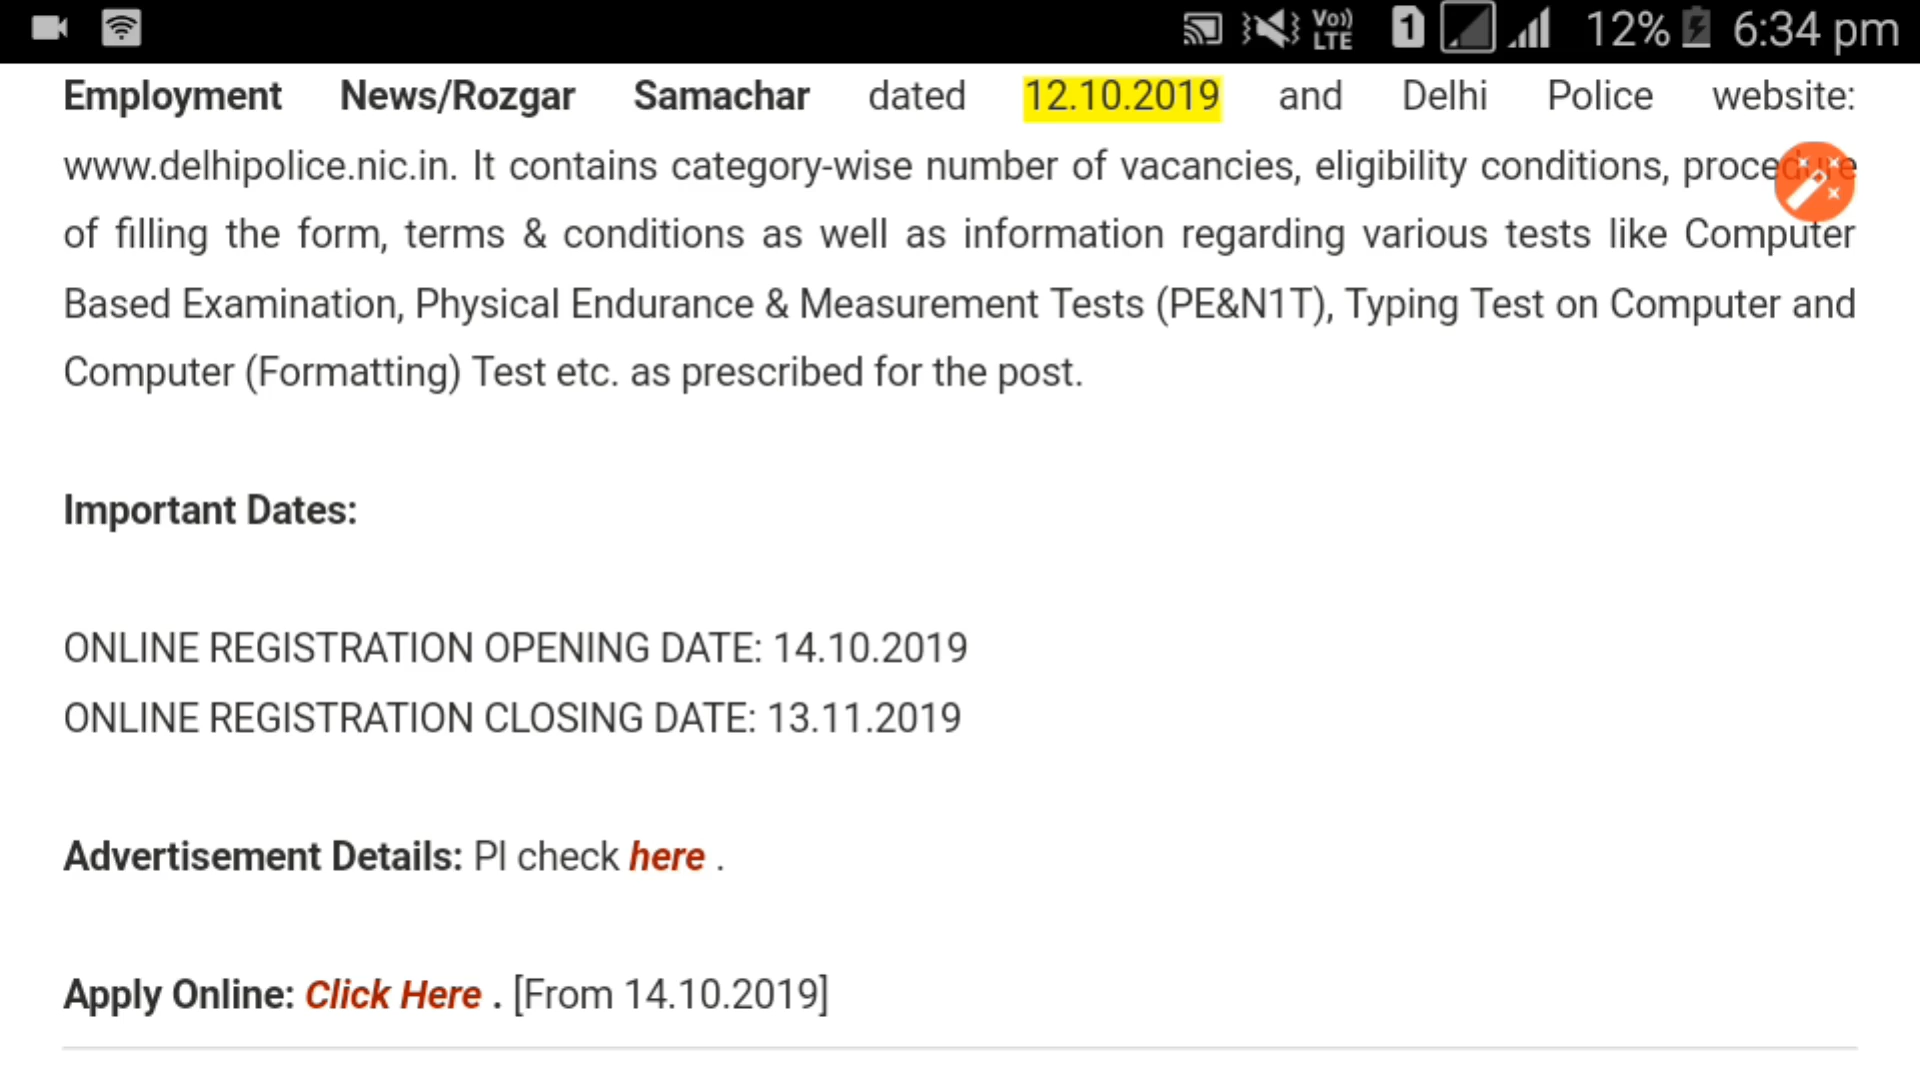 Vo)) LTE 1 12% 6:34 pm
Employment News/Rozgar Samachar dated 12.10.2019 and Delhi Police website:
www.delhipolice.nic.in. It contains category-wise number of vacancies, eligibility conditions, procedure
of filling the form, terms & conditions as well as information regarding various tests like Computer
Based Examination, Physical Endurance & Measurement Tests (PE&N1T), Typing Test on Computer and
Computer (Formatting) Test etc. as prescribed for the post.
Important Dates:
ONLINE REGISTRATION OPENING DATE: 14.10.2019
ONLINE REGISTRATION CLOSING DATE: 13.11.2019
Advertisement Details: Pl check here .
Apply Online: Click Here . [From 14.10.2019]